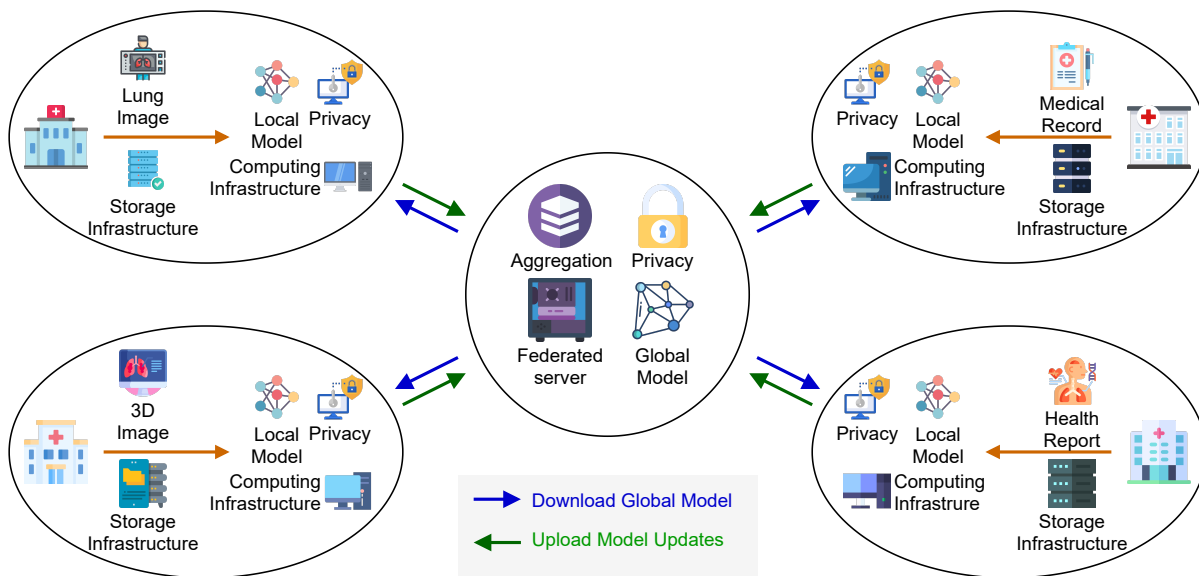 Lung
Image
Storage
Infrastructure
Local
Model
Privacy
Computing
Infrastructure
Privacy
Local
Model
Computing
Infrastructure
Medical
Record
Storage
Infrastructure
Aggregation
Privacy
Federated
server
Global
Model
3D
Image
Storage
Infrastructure
Local
Model
Privacy
Computing
Infrastructure
Privacy
Local
Model
Computing
Infrastrure
Health
Report
Storage
Infrastructure
Download Global Model
Upload Model Updates